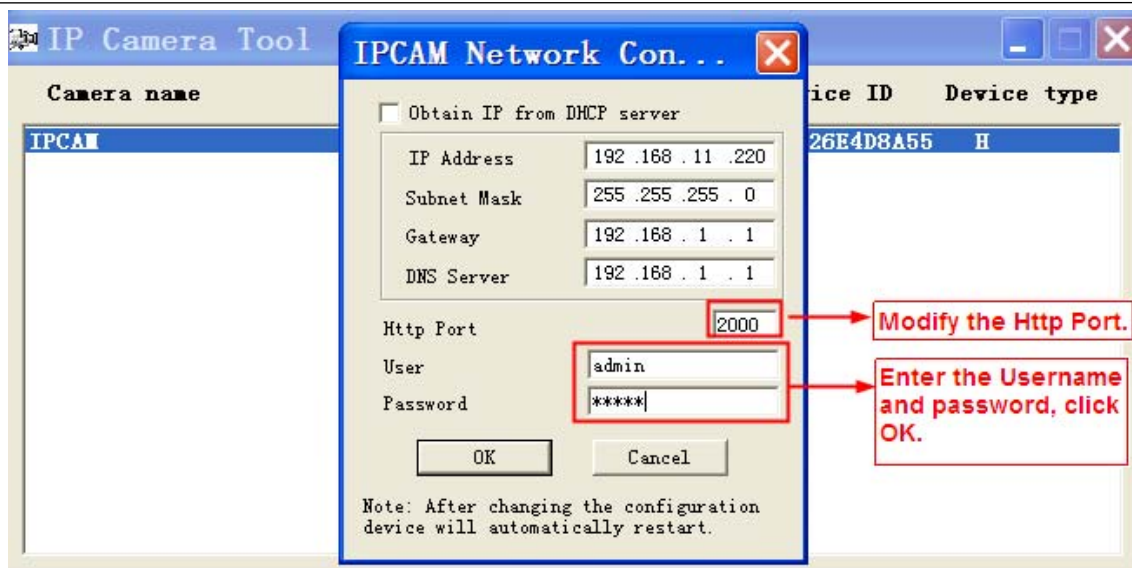 IP Camera Tool
IPCAM Network Con...
Camera name
ice ID Device type
Obtain IP from DHCP server
IPCAM
26E4D8A55 H
IP Address 192 .168 . 11 .220
Subnet Mask 255 .255 .255 . 0
Gateway 192 .168 . 1 . 1
DNS Server 192 .168 . 1 . 1
Http Port 2000
Modify the Http Port.
User admin
Password *****
Enter the Username
and password, click
OK.
OK Cancel
Note: After changing the configuration
device will automatically restart.